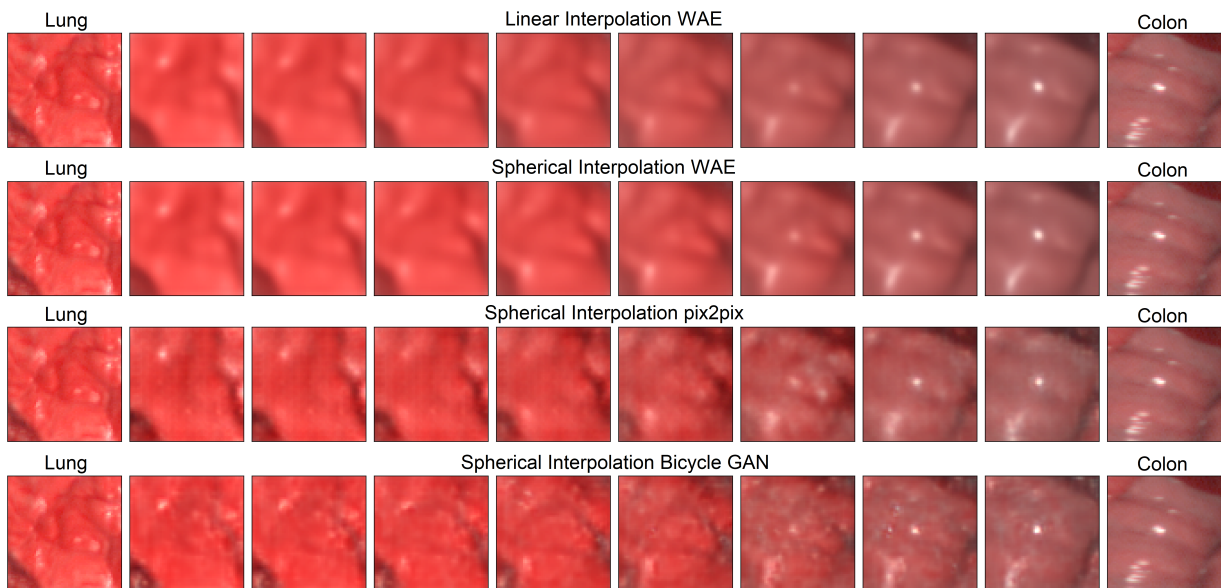 Lung Linear Interpolation WAE Colon
Lung Spherical Interpolation WAE Colon
Lung Spherical Interpolation pix2pix Colon
Lung Spherical Interpolation Bicycle GAN Colon